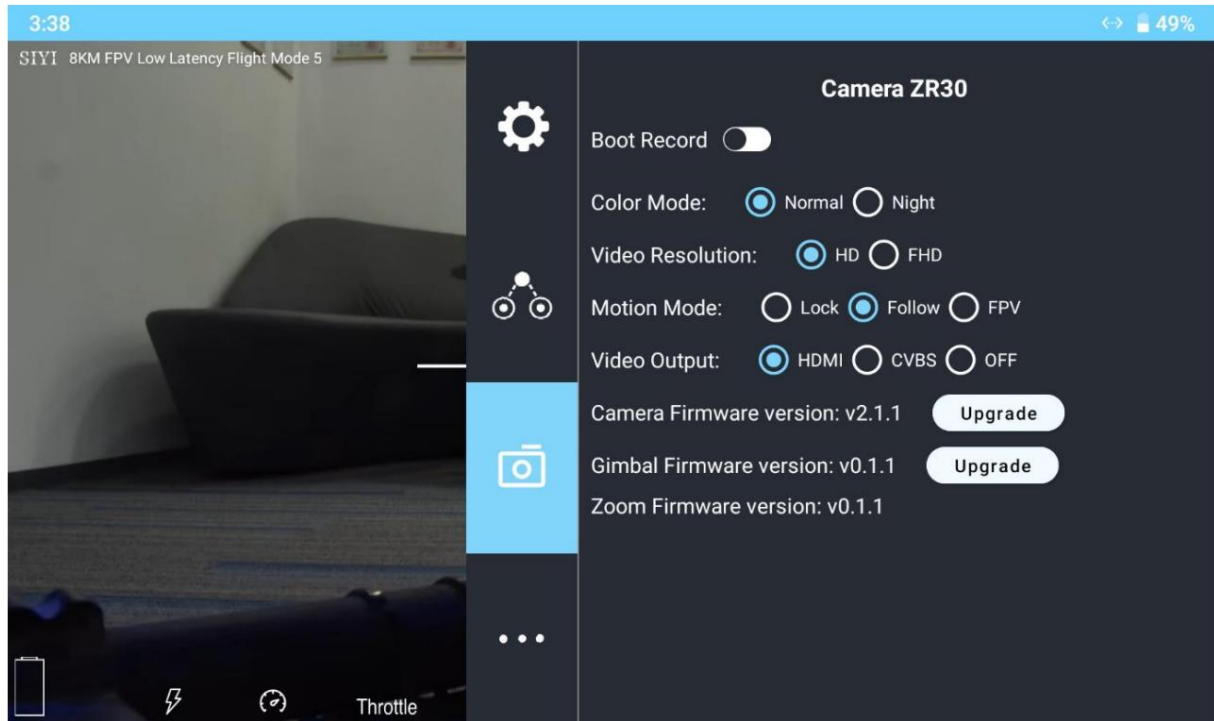 3:38
49%
SIYI 8KM FPV Low Latency Flight Mode 5
Throttle
Camera ZR30
Boot Record
Color Mode: Normal Night
Video Resolution: HD FHD
Motion Mode: Lock Follow FPV
Video Output: HDMI CVBS OFF
Camera Firmware version: v2.1.1 Upgrade
Gimbal Firmware version: v0.1.1 Upgrade
Zoom Firmware version: v0.1.1